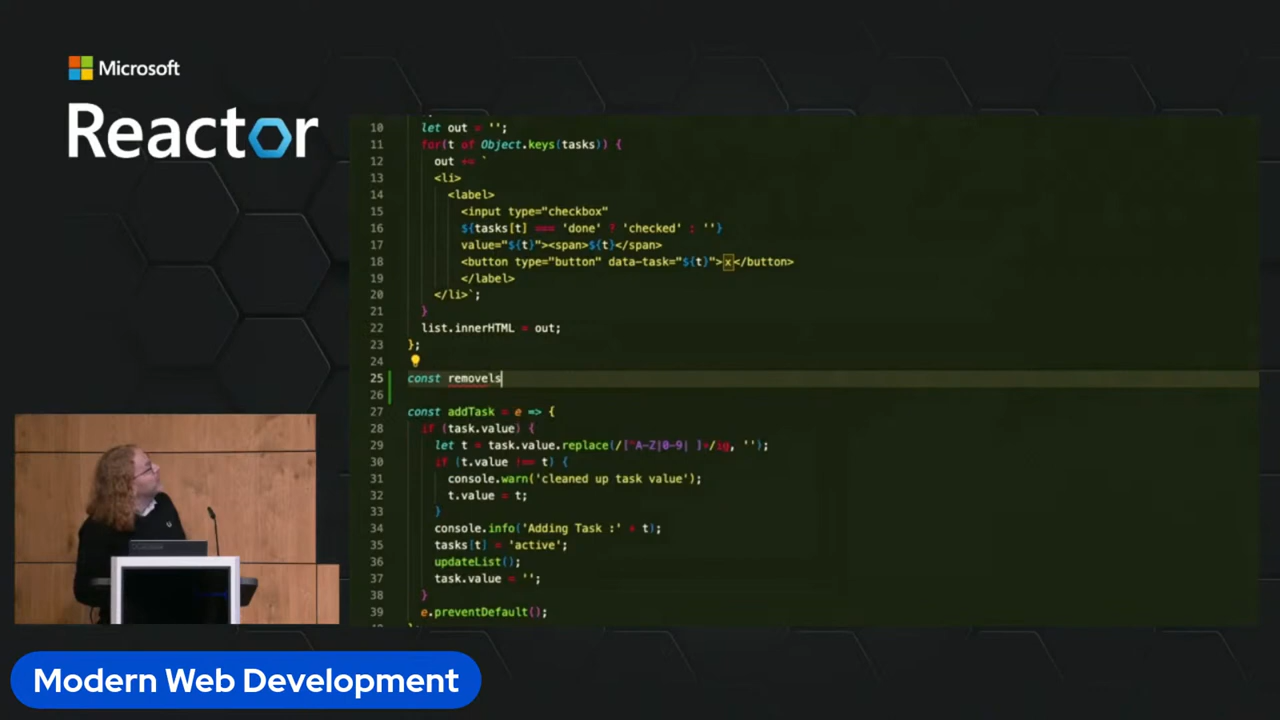 Microsoft
Reactor
10 let out = '';
11 for(t of Object.keys(tasks)) {
12 out += `
13 <li>
14 <label>
15 <input type="checkbox"
16 ${tasks[t] === 'done' ? 'checked' : ''}
17 value="${t}"><span>${t}</span>
18 <button type="button" data-task="${t}">x</button>
19 </label>
20 </li>`;
21 }
22 list.innerHTML = out;
23 };
24
25 const removels
26
27 const addTask = e => {
28 if (task.value) {
29 let t = task.value.replace(/[^A-Z|0-9| ]+/ig, '');
30 if (t.value !== t) {
31 console.warn('cleaned up task value');
32 t.value = t;
33 }
34 console.info('Adding Task :' + t);
35 tasks[t] = 'active';
36 updateList();
37 task.value = '';
38 }
39 e.preventDefault();
Modern Web Development